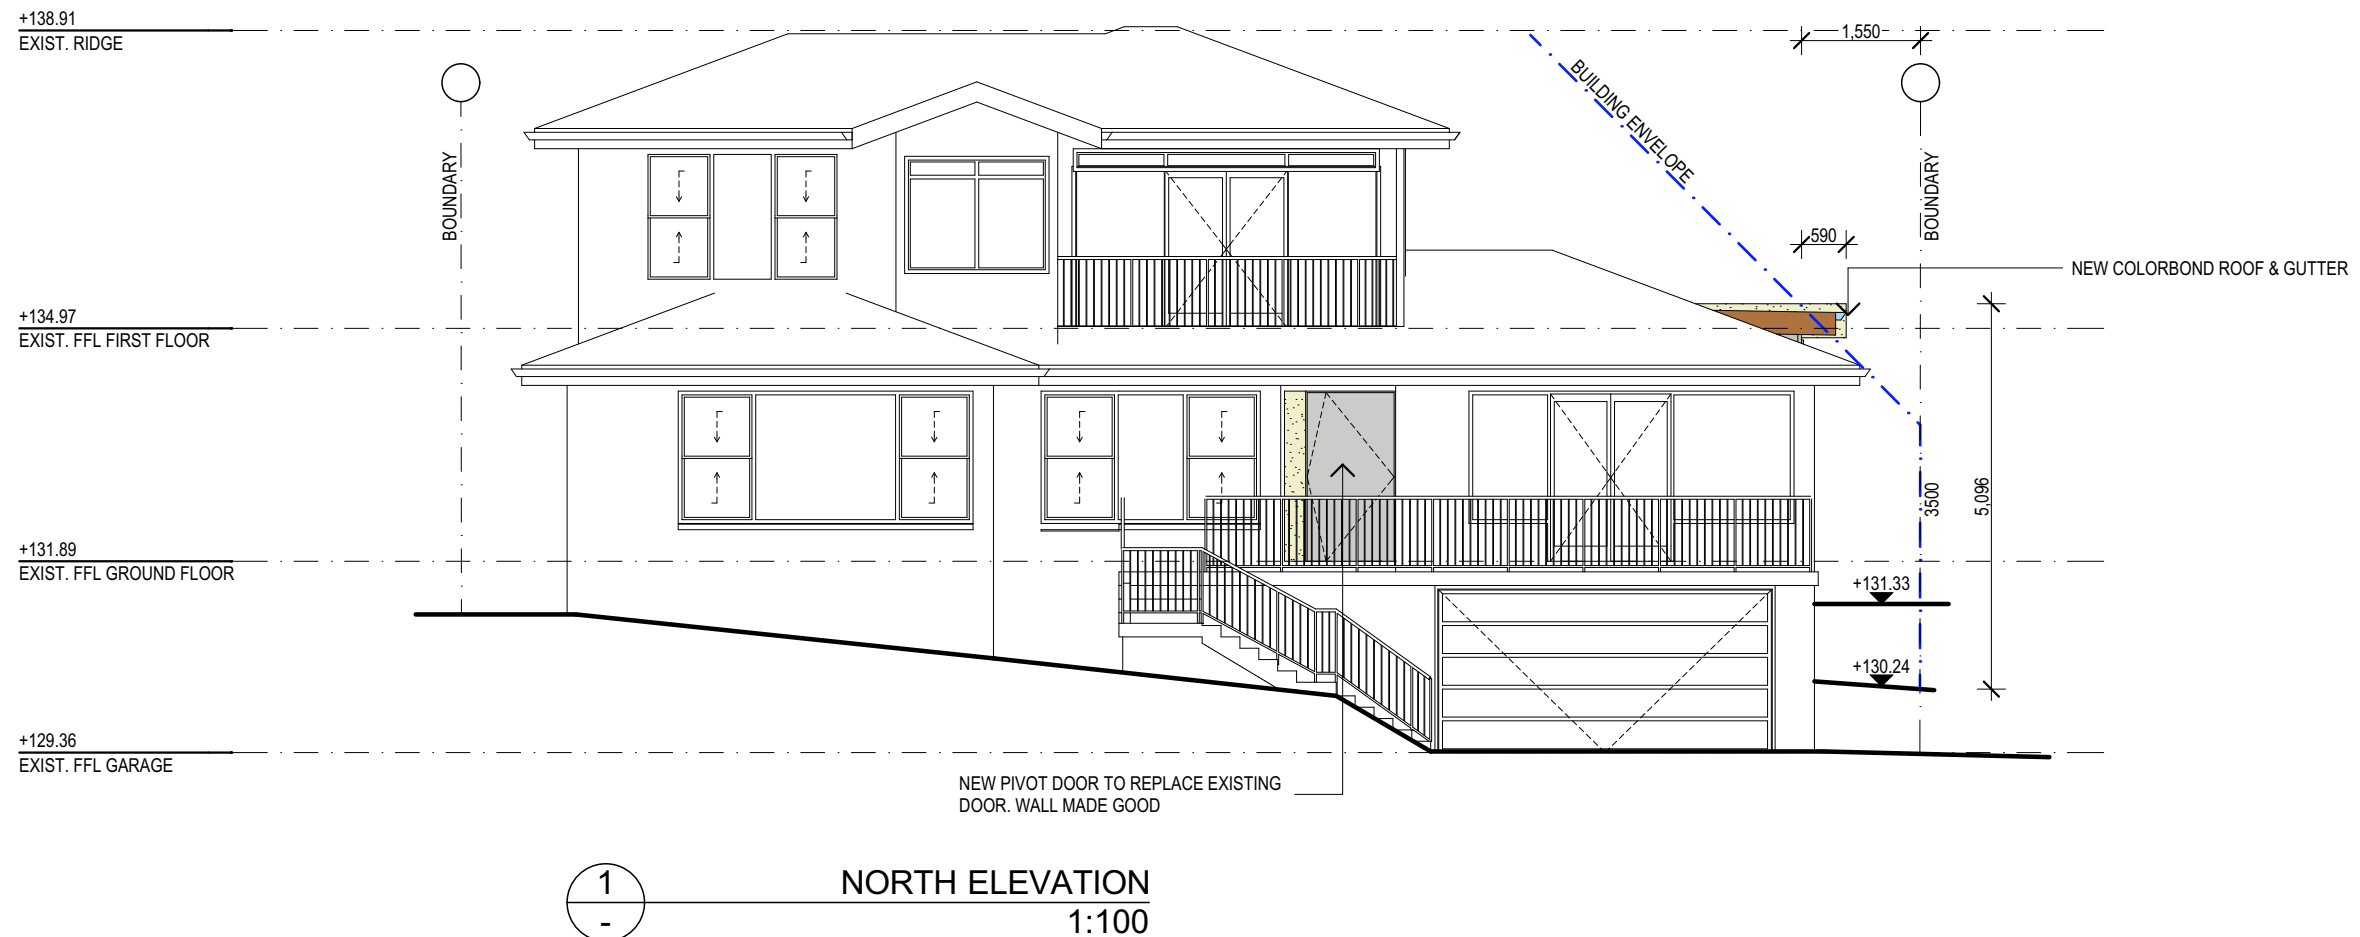 +138.91
EXIST. RIDGE
1,550
BUILDING ENVELOPE
BOUNDARY
BOUNDARY
590
NEW COLORBOND ROOF & GUTTER
+134.97
EXIST. FFL FIRST FLOOR
3500
5,096
+131.89
EXIST. FFL GROUND FLOOR
+131.33
+130.24
+129.36
EXIST. FFL GARAGE
NEW PIVOT DOOR TO REPLACE EXISTING
DOOR. WALL MADE GOOD
1
-
NORTH ELEVATION
1:100